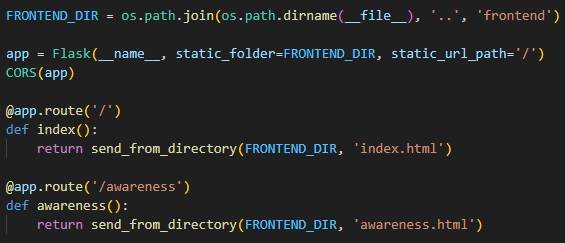 FRONTEND_DIR = os.path.join(os.path.dirname(__file__), '..', 'frontend')
app = Flask(__name__, static_folder=FRONTEND_DIR, static_url_path='/')
CORS(app)
@app.route('/')
def index():
    return send_from_directory(FRONTEND_DIR, 'index.html')
@app.route('/awareness')
def awareness():
    return send_from_directory(FRONTEND_DIR, 'awareness.html')